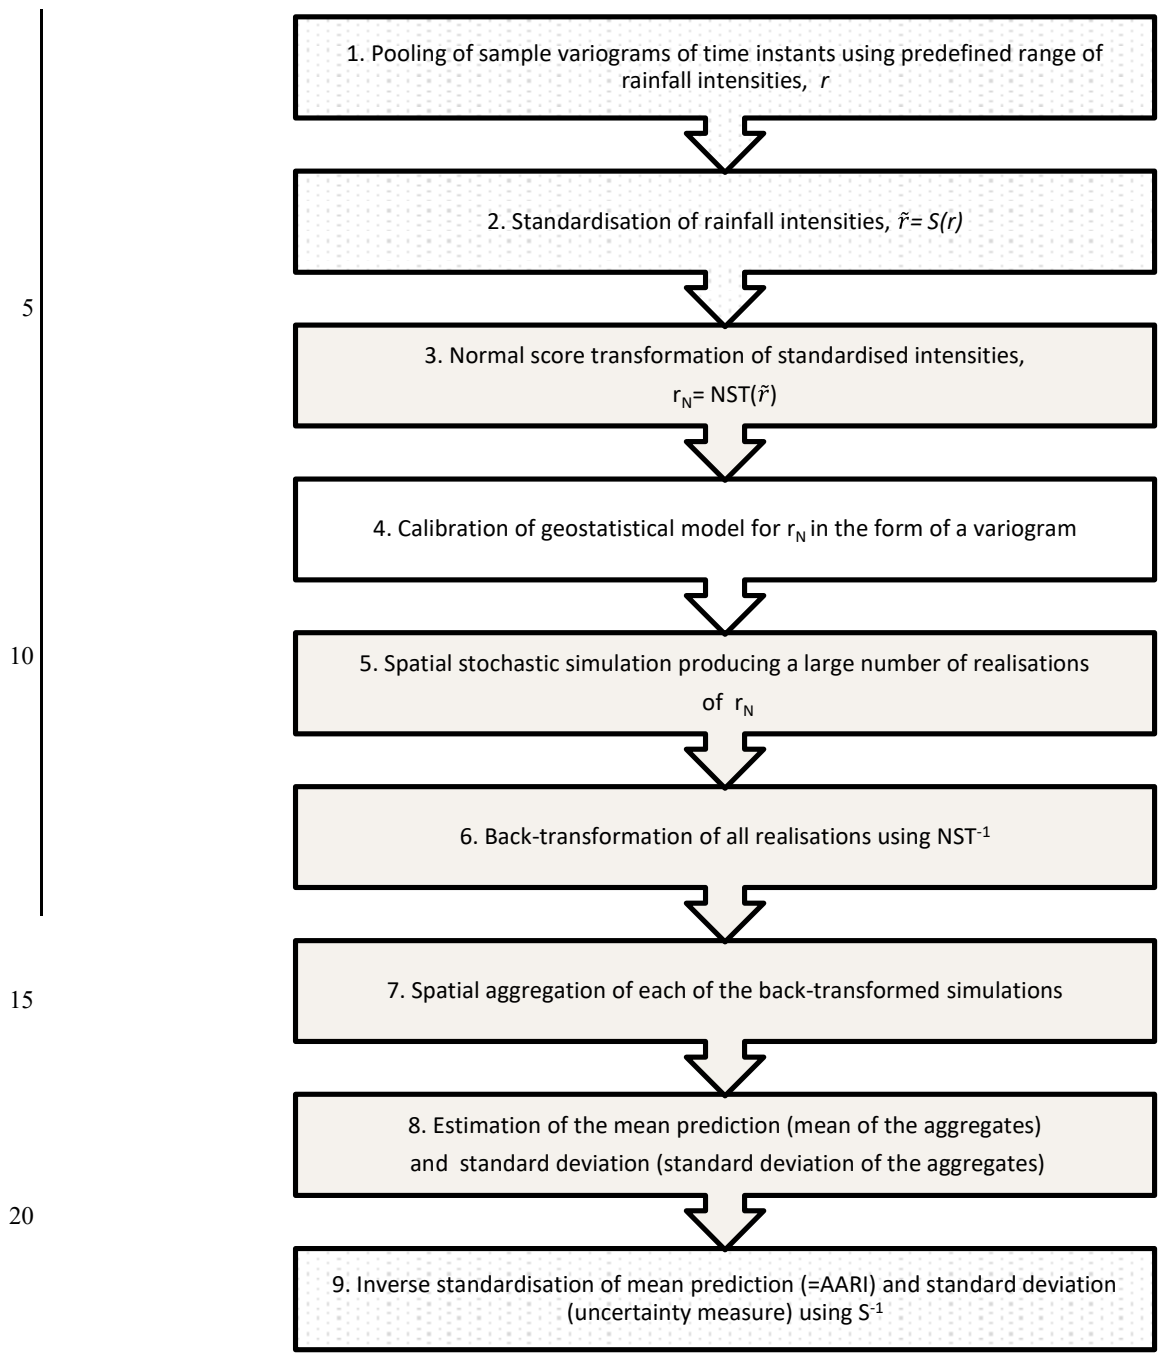 1. Pooling of sample variograms of time instants using predefined range of
rainfall intensities, r
2. Standardisation of rainfall intensities, r̃= S(r)
5
3. Normal score transformation of standardised intensities,
r_N= NST(r̃)
4. Calibration of geostatistical model for r_N in the form of a variogram
10
5. Spatial stochastic simulation producing a large number of realisations
of r_N
6. Back-transformation of all realisations using NST⁻¹
15
7. Spatial aggregation of each of the back-transformed simulations
8. Estimation of the mean prediction (mean of the aggregates)
and standard deviation (standard deviation of the aggregates)
20
9. Inverse standardisation of mean prediction (=AARI) and standard deviation
(uncertainty measure) using S⁻¹